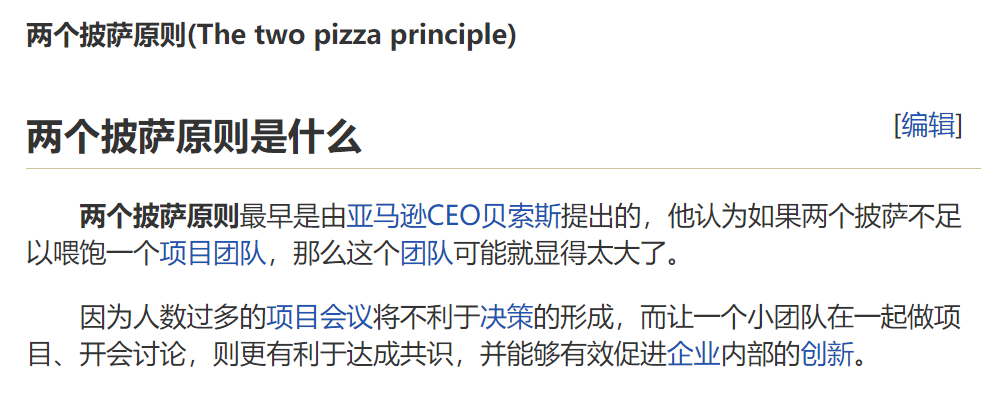 两个披萨原则(The two pizza principle)
两个披萨原则是什么
[编辑]
两个披萨原则最早是由亚马逊CEO贝索斯提出的，他认为如果两个披萨不足
以喂饱一个项目团队，那么这个团队可能就显得太大了。
因为人数过多的项目会议将不利于决策的形成，而让一个小团队在一起做项
目、开会讨论，则更有利于达成共识，并能够有效促进企业内部的创新。